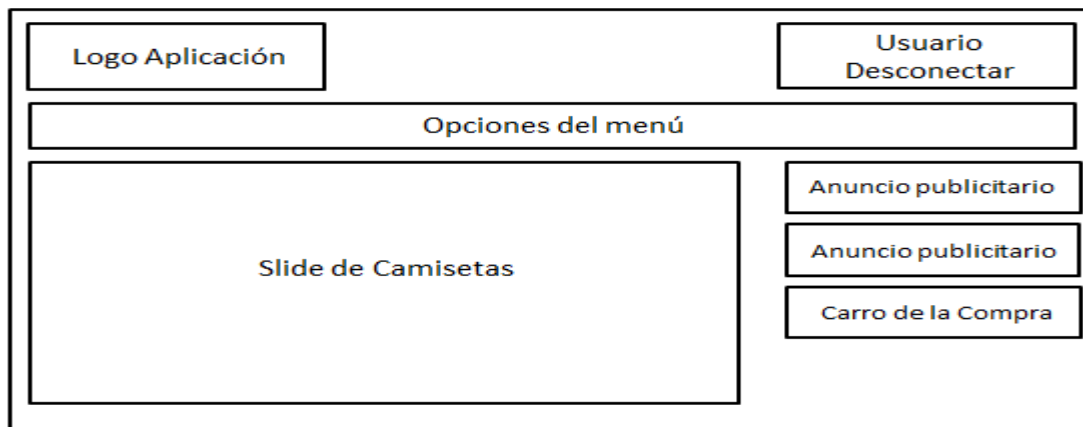 Logo Aplicación
Usuario
Desconectar
Opciones del menú
Slide de Camisetas
Anuncio publicitario
Anuncio publicitario
Carro de la Compra